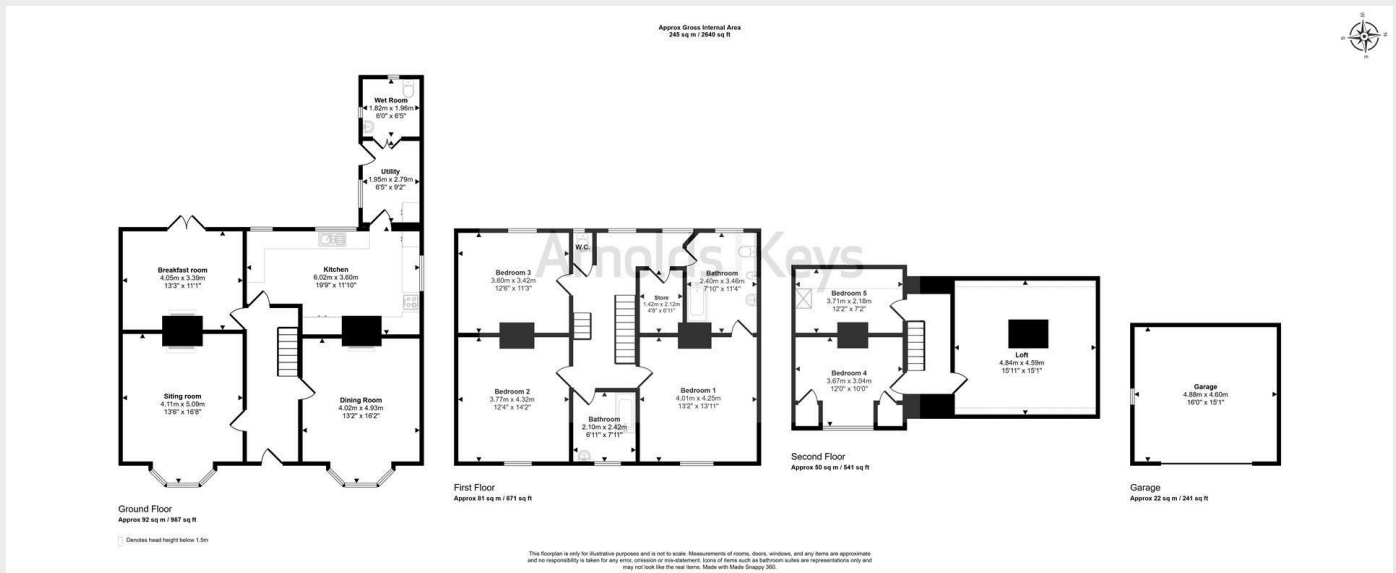 Approx Gross Internal Area
245 sq m / 2640 sq ft
W
S
N
E
Wet Room
1.82m x 1.96m
6'0" x 6'5"
Utility
1.95m x 2.79m
6'5" x 9'2"
Breakfast room
4.05m x 3.39m
13'3" x 11'1"
Kitchen
6.02m x 3.60m
19'9" x 11'10"
Siting room
4.11m x 5.09m
13'6" x 16'8"
Dining Room
4.02m x 4.93m
13'2" x 16'2"
Ground Floor
Approx 92 sq m / 987 sq ft
Denotes head height below 1.5m
Arnolds Keys
W.C.
Bedroom 3
3.80m x 3.42m
12'6" x 11'3"
Store
1.42m x 2.12m
4'8" x 6'11"
Bathroom
2.40m x 3.46m
7'10" x 11'4"
Bedroom 2
3.77m x 4.32m
12'4" x 14'2"
Bathroom
2.10m x 2.42m
6'11" x 7'11"
Bedroom 1
4.01m x 4.25m
13'2" x 13'11"
First Floor
Approx 81 sq m / 871 sq ft
Bedroom 5
3.71m x 2.18m
12'2" x 7'2"
Bedroom 4
3.67m x 3.04m
12'0" x 10'0"
Loft
4.84m x 4.59m
15'11" x 15'1"
Second Floor
Approx 50 sq m / 541 sq ft
Garage
4.88m x 4.60m
16'0" x 15'1"
Garage
Approx 22 sq m / 241 sq ft
This floorplan is only for illustrative purposes and is not to scale. Measurements of rooms, doors, windows, and any items are approximate
and no responsibility is taken for any error, omission or mis-statement. Icons of items such as bathroom suites are representations only and
may not look like the real items. Made with Made Snappy 360.